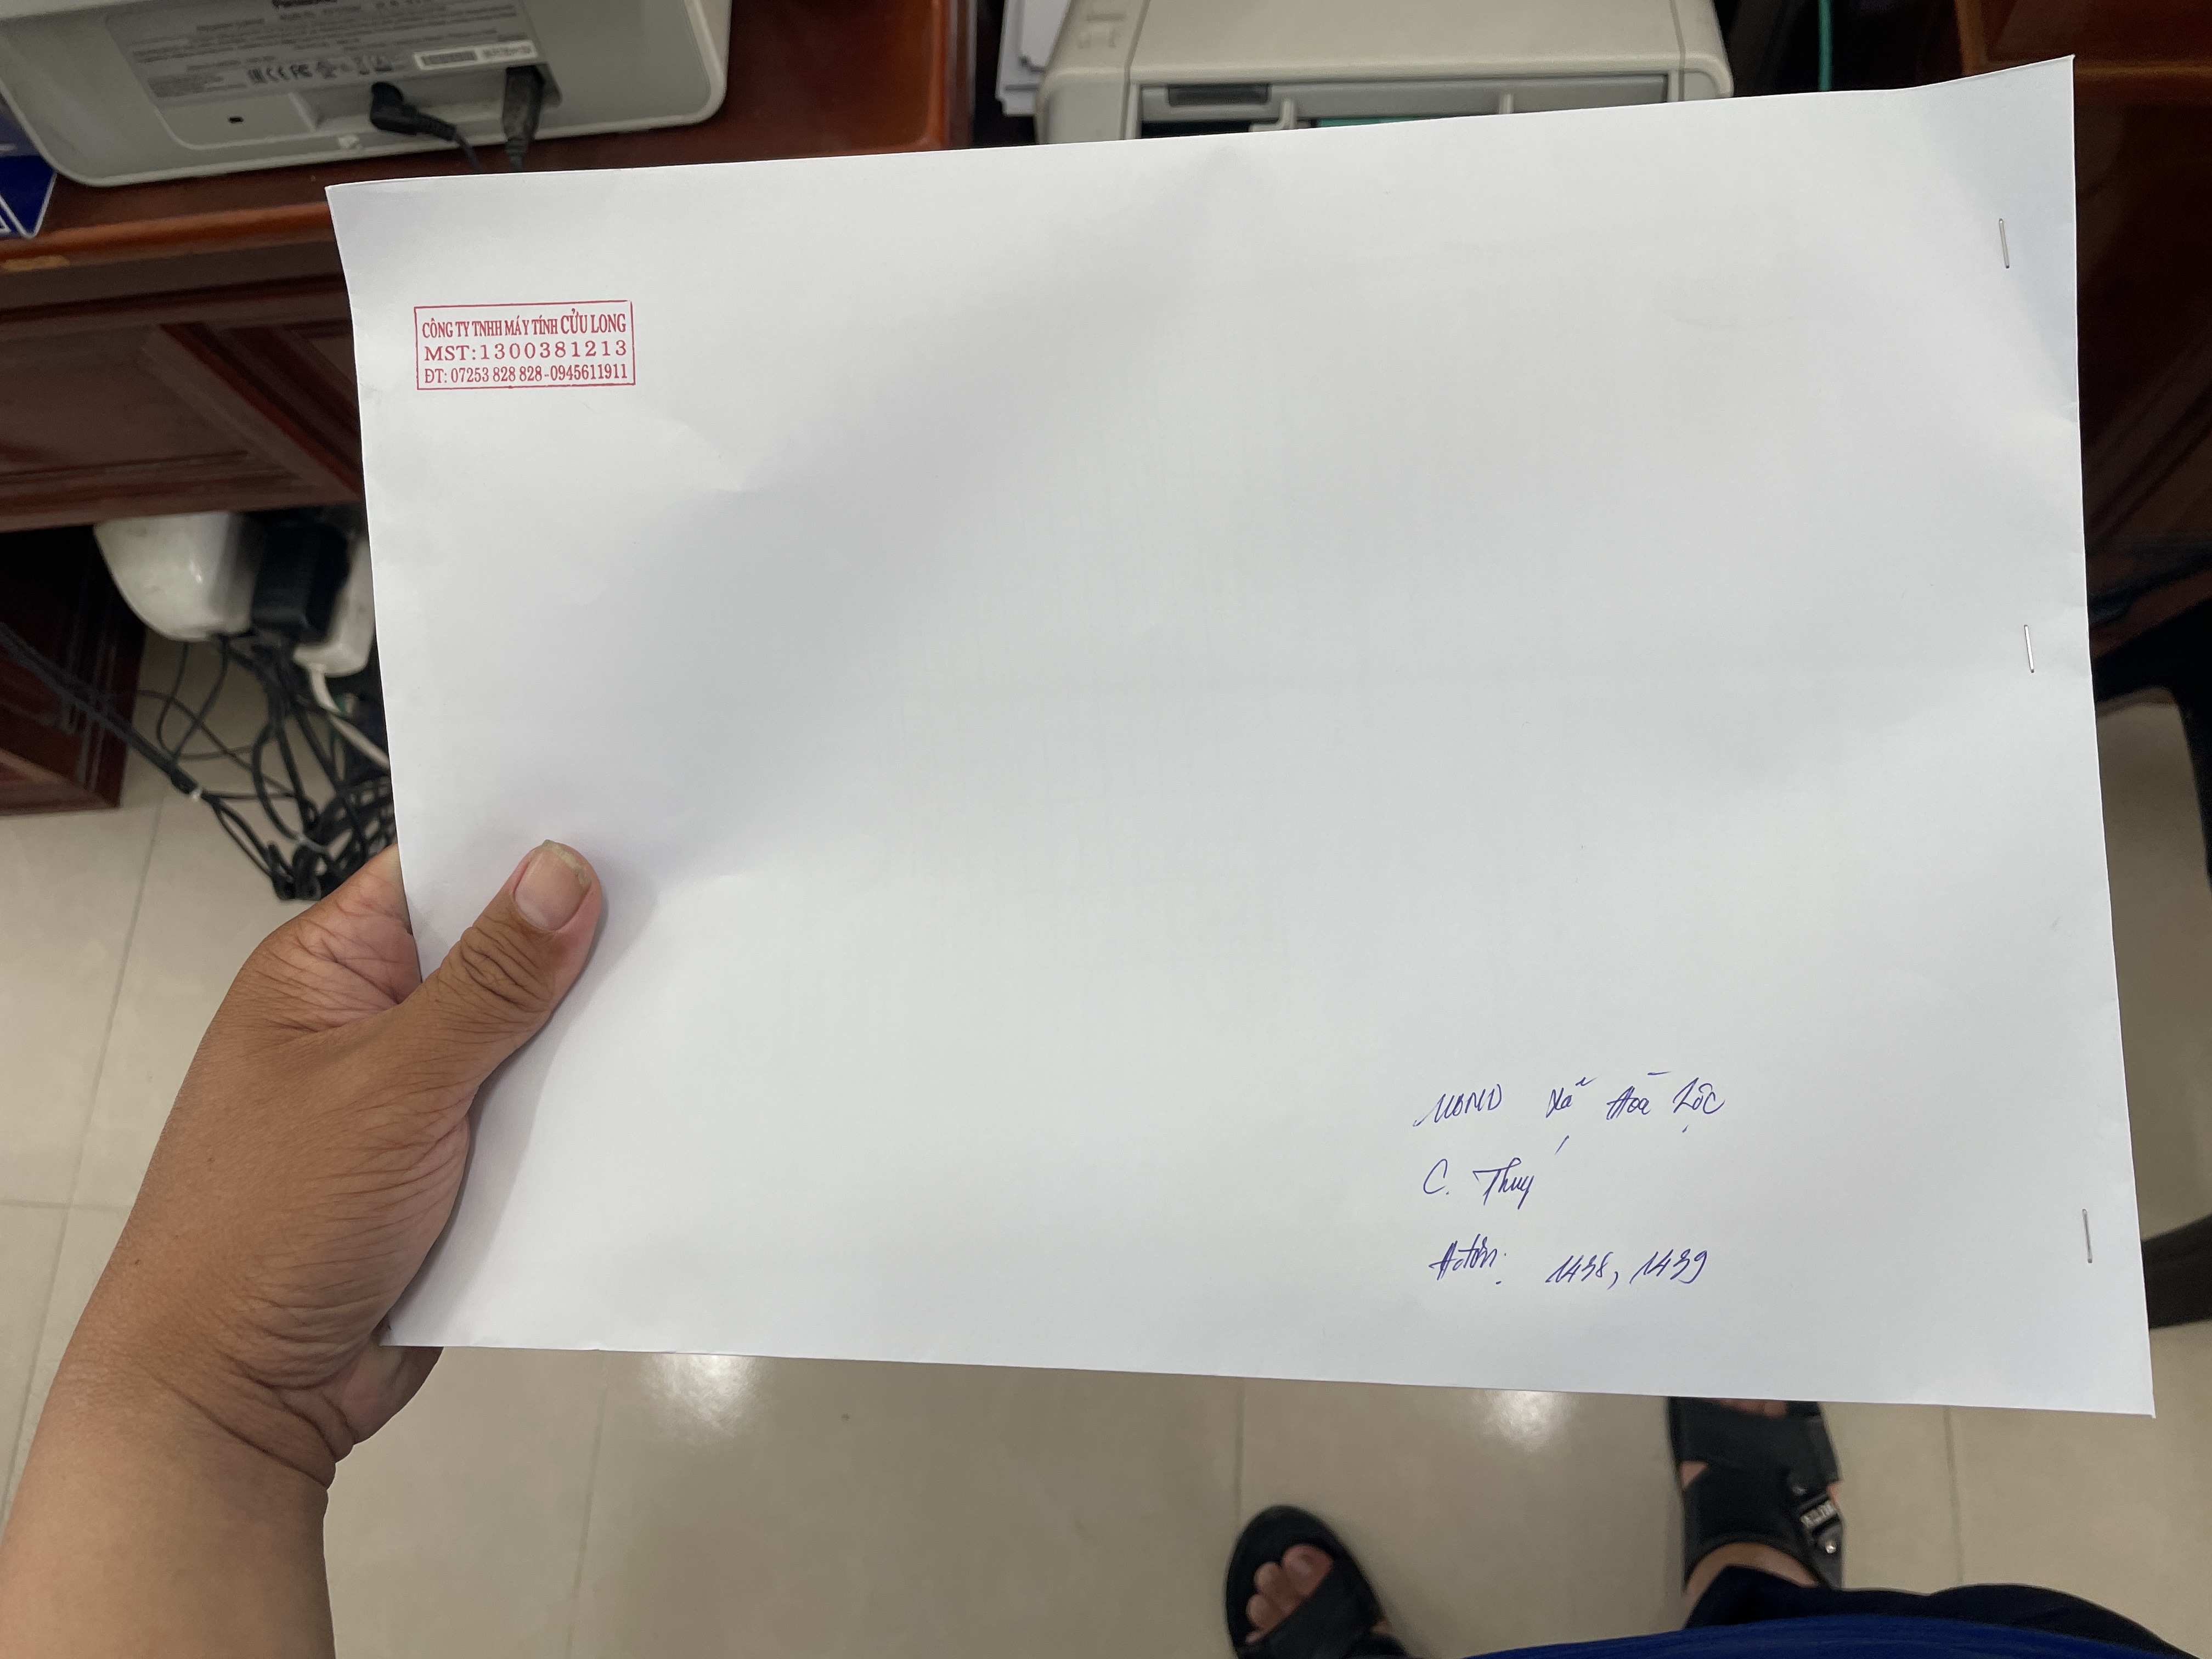 Panasonic
CÔNG TY TNHH MÁY TÍNH CỬU LONG
MST:1300381213
ĐT: 07253 828 828-0945611911
UBND Xã Hoà Lộc
C. Thuý
1438, 1439